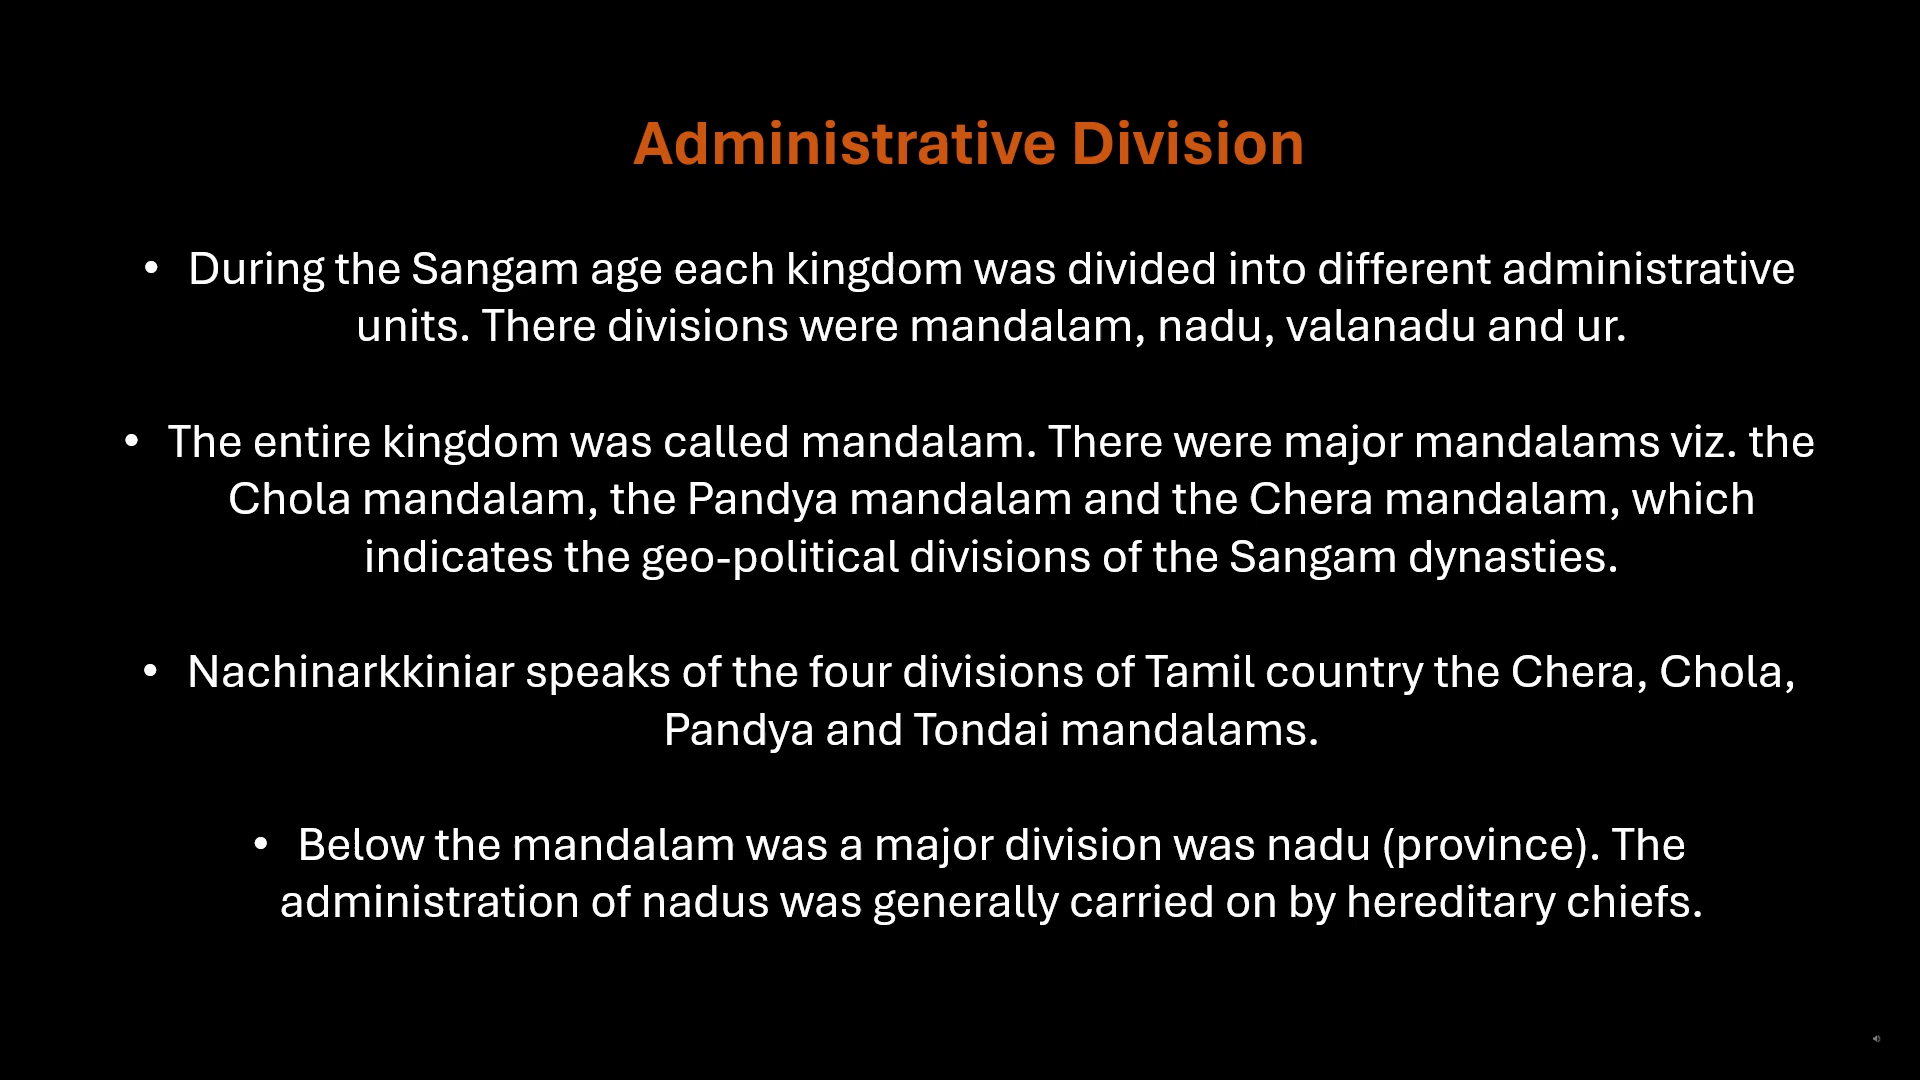 Administrative Division
• During the Sangam age each kingdom was divided into different administrative
units. There divisions were mandalam, nadu, valanadu and ur.
• The entire kingdom was called mandalam. There were major mandalams viz. the
Chola mandalam, the Pandya mandalam and the Chera mandalam, which
indicates the geo-political divisions of the Sangam dynasties.
• Nachinarkkiniar speaks of the four divisions of Tamil country the Chera, Chola,
Pandya and Tondai mandalams.
• Below the mandalam was a major division was nadu (province). The
administration of nadus was generally carried on by hereditary chiefs.